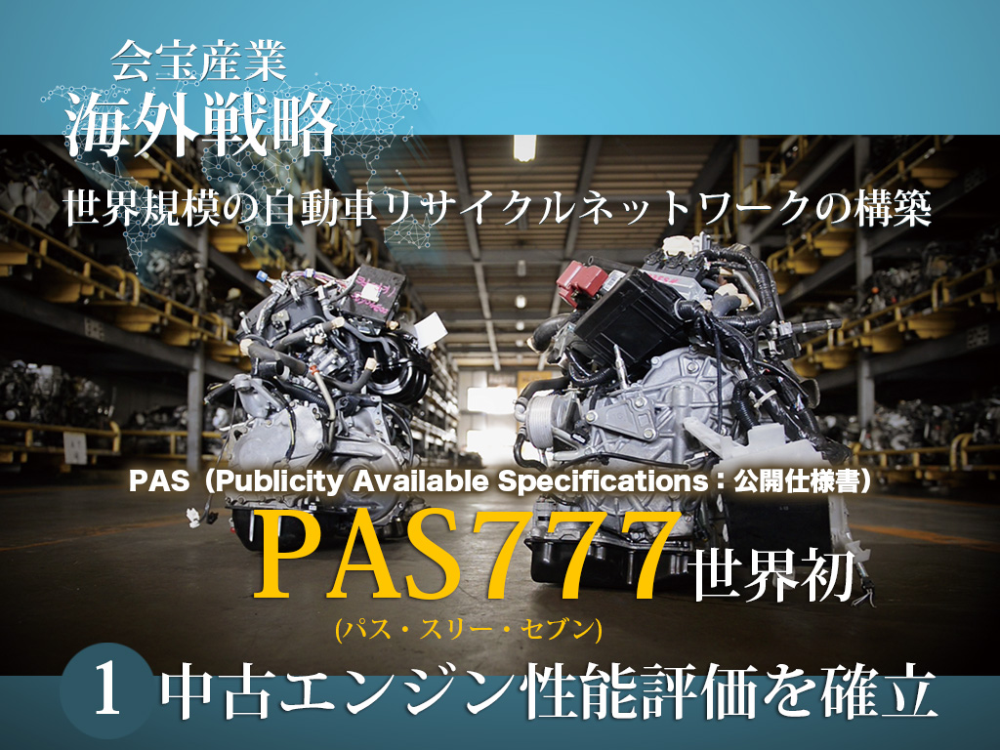 会宝産業
海外戦略
世界規模の自動車リサイクルネットワークの構築
PAS（Publicity Available Specifications：公開仕様書）
PAS777世界初
(パス・スリー・セブン)
1 中古エンジン性能評価を確立